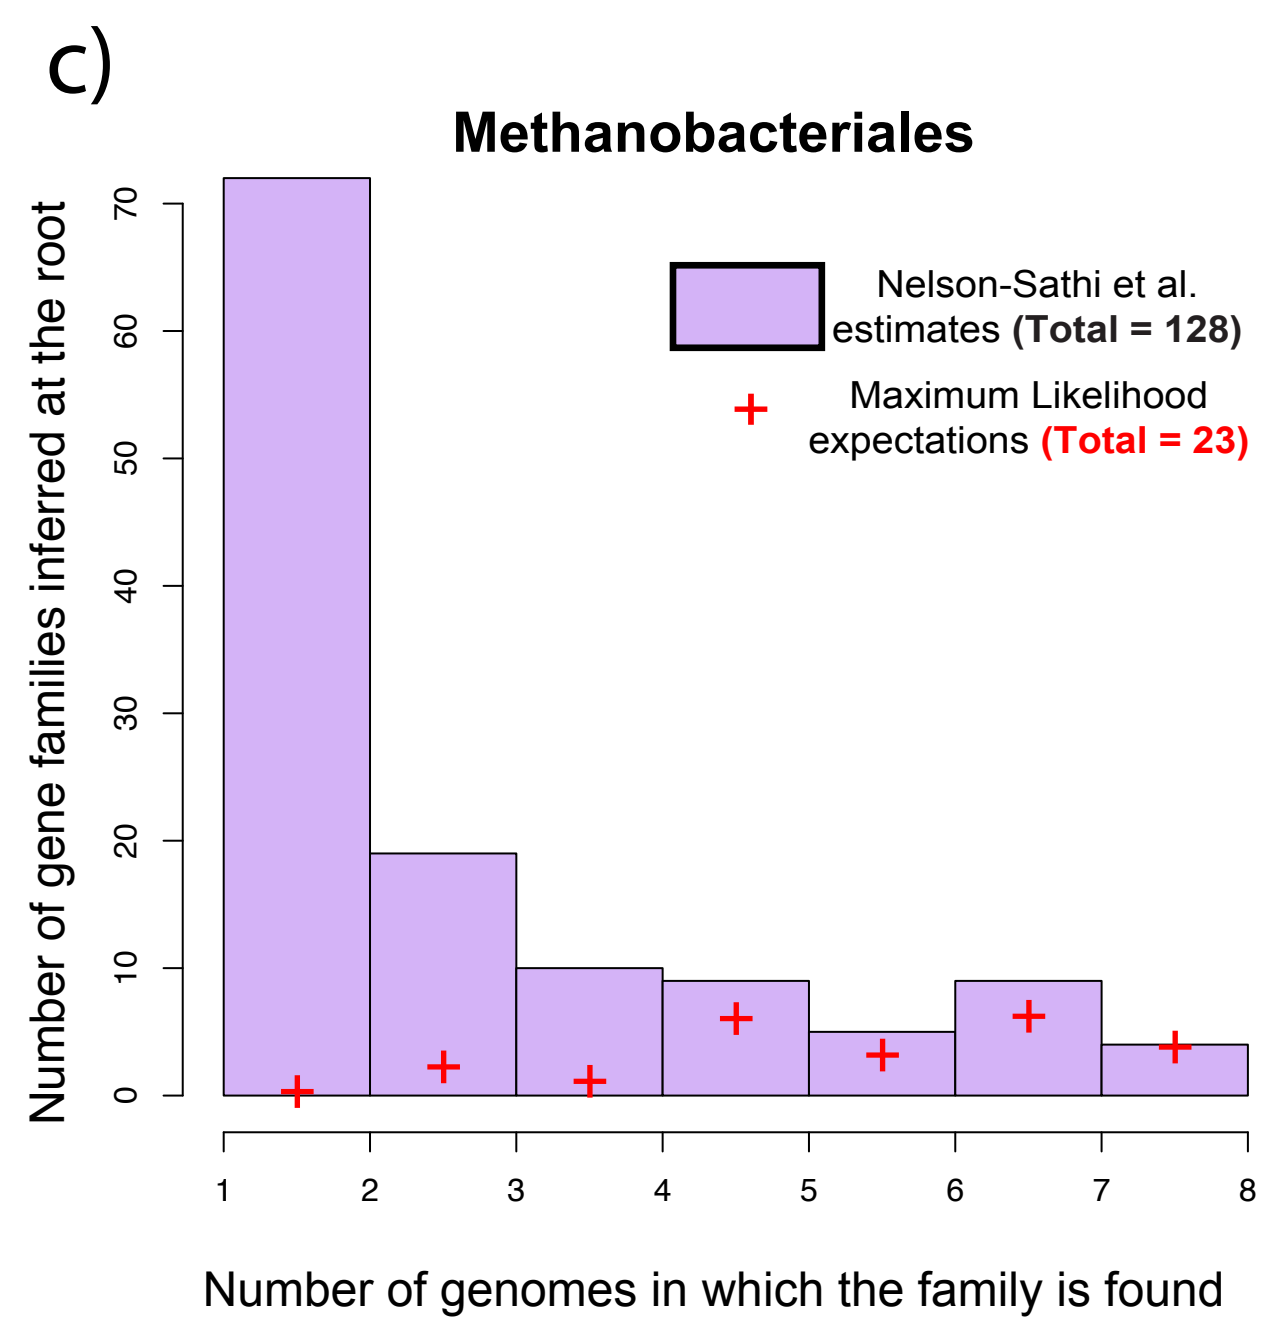 c)
Methanobacteriales
Number of gene families inferred at the root
70
60
50
40
30
20
10
0
Nelson-Sathi et al.
estimates (Total = 128)
Maximum Likelihood
expectations (Total = 23)
1 2 3 4 5 6 7 8
Number of genomes in which the family is found